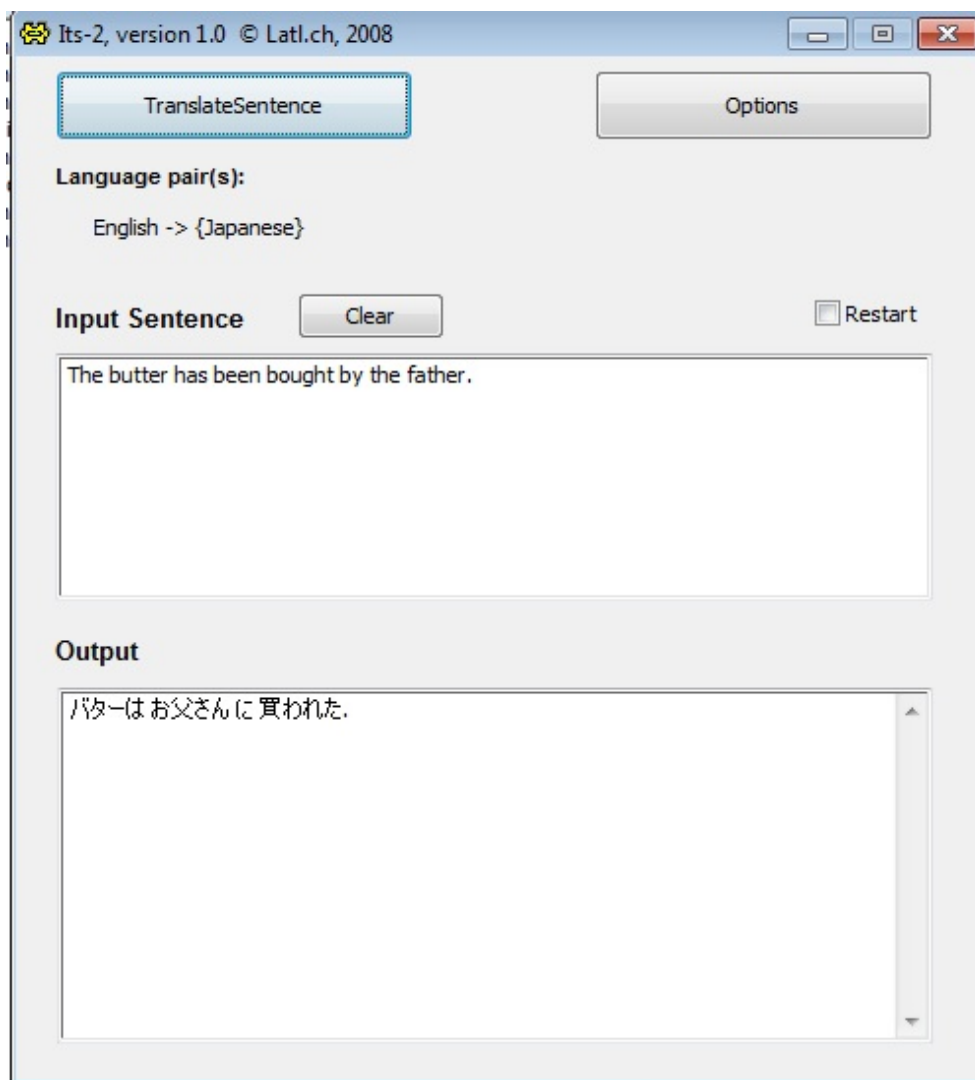 Its-2, version 1.0 © Latl.ch, 2008
TranslateSentence
Options
Language pair(s):
English -> {Japanese}
Input Sentence
Clear
Restart
The butter has been bought by the father.
Output
バターは お父さん に 買われた.